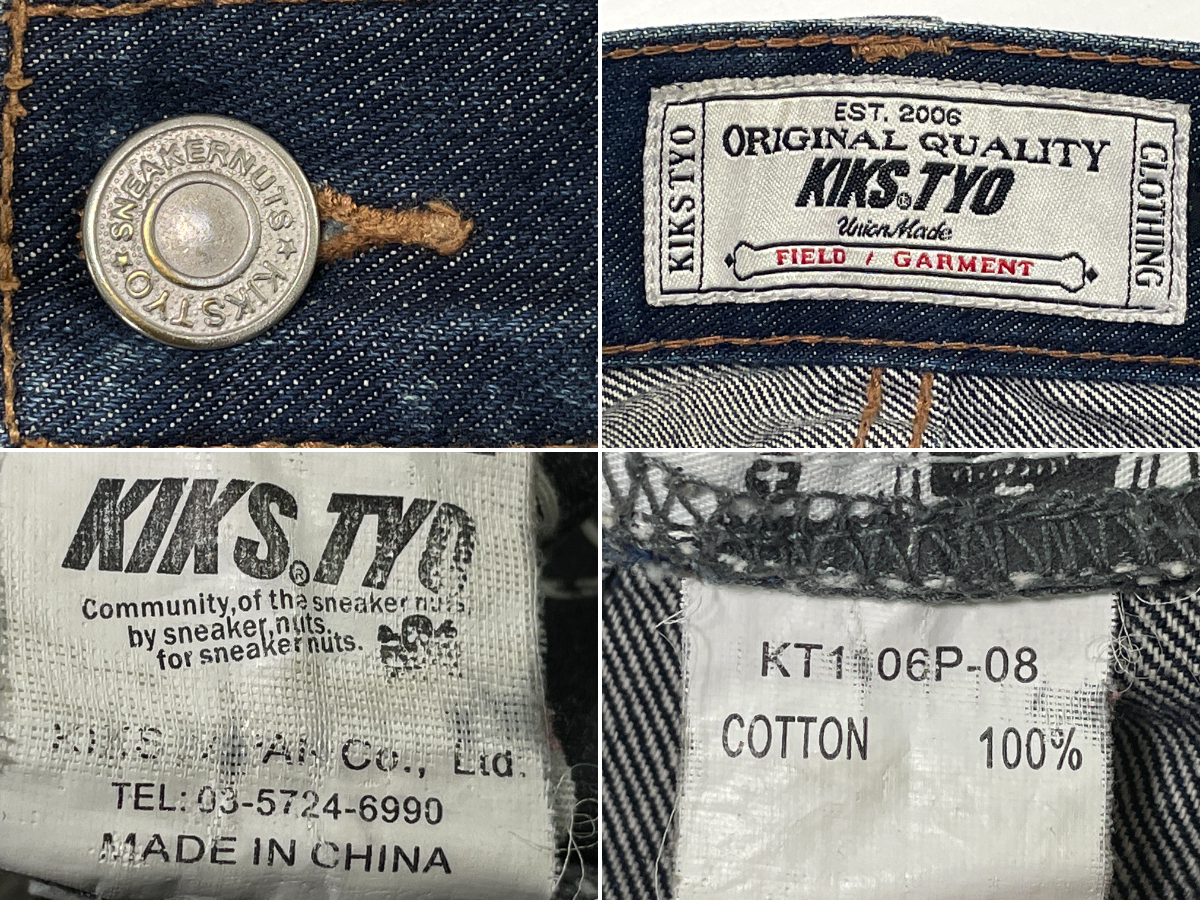 SNEAKERNUTS★KIKSTYO★
EST. 2006
ORIGINAL QUALITY
KIKS®TYO
Union Made
FIELD / GARMENT
KIKSTYO
CLOTHING
KIKS®TYO
Community,of the sneaker nuts,
by sneaker,nuts,
for sneaker nuts.
Co., Ltd.
TEL: 03-5724-6990
MADE IN CHINA
COTTON 100%